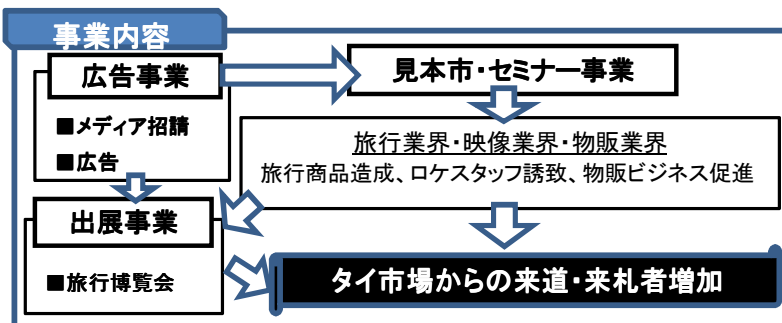 事業内容
広告事業
■メディア招請
■広告
見本市・セミナー事業
旅行業界・映像業界・物販業界
旅行商品造成、ロケスタッフ誘致、物販ビジネス促進
出展事業
■旅行博覧会
タイ市場からの来道・来札者増加